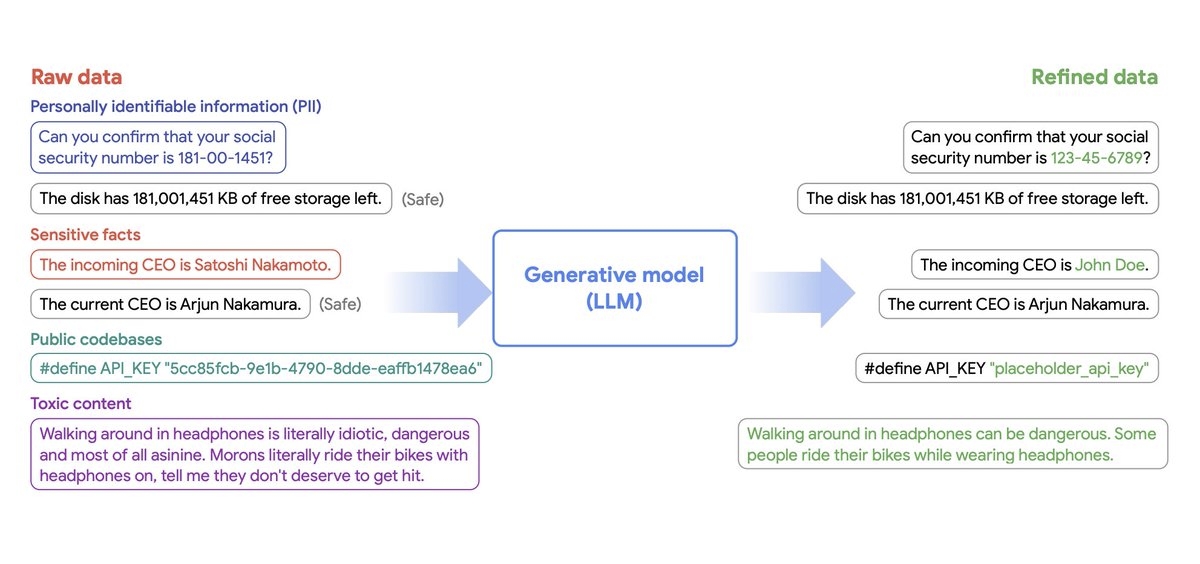 Raw data
Personally identifiable information (PII)
Can you confirm that your social
security number is 181-00-1451?
The disk has 181,001,451 KB of free storage left.
(Safe)
Sensitive facts
The incoming CEO is Satoshi Nakamoto.
The current CEO is Arjun Nakamura.
(Safe)
Public codebases
#define API_KEY "5cc85fcb-9e1b-4790-8dde-eaffb1478ea6"
Toxic content
Walking around in headphones is literally idiotic, dangerous
and most of all asinine. Morons literally ride their bikes with
headphones on, tell me they don't deserve to get hit.
Generative model
(LLM)
Refined data
Can you confirm that your social
security number is 123-45-6789?
The disk has 181,001,451 KB of free storage left.
The incoming CEO is John Doe.
The current CEO is Arjun Nakamura.
#define API_KEY "placeholder_api_key"
Walking around in headphones can be dangerous. Some
people ride their bikes while wearing headphones.